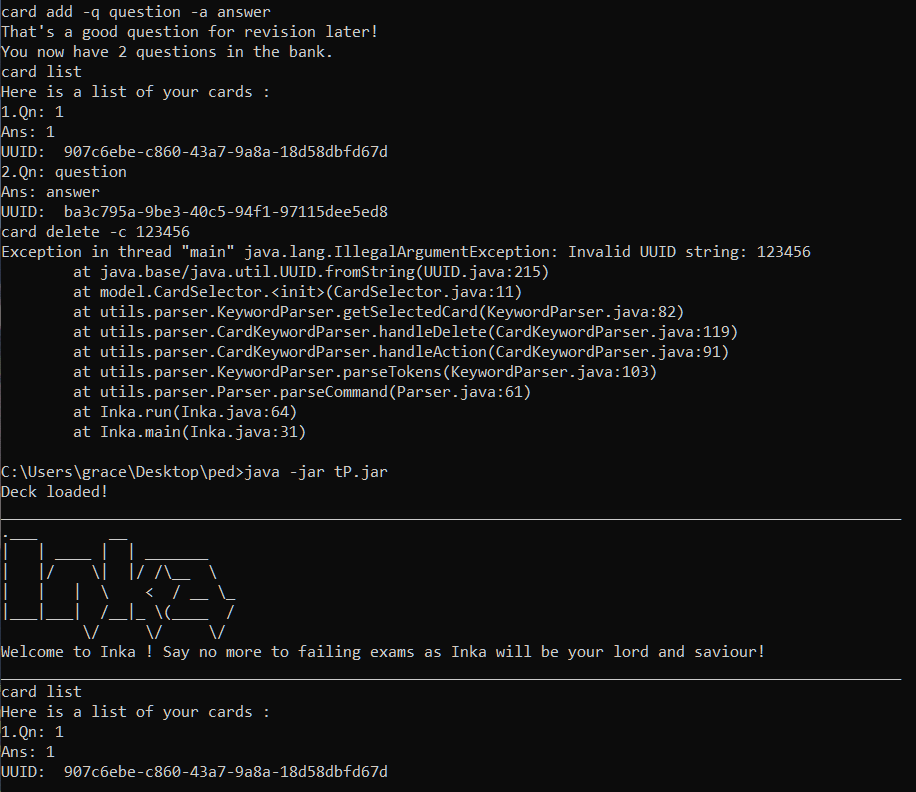 card add -q question -a answer
That's a good question for revision later!
You now have 2 questions in the bank.
card list
Here is a list of your cards :
1.Qn: 1
Ans: 1
UUID:  907c6ebe-c860-43a7-9a8a-18d58dbfd67d
2.Qn: question
Ans: answer
UUID:  ba3c795a-9be3-40c5-94f1-97115dee5ed8
card delete -c 123456
Exception in thread "main" java.lang.IllegalArgumentException: Invalid UUID string: 123456
        at java.base/java.util.UUID.fromString(UUID.java:215)
        at model.CardSelector.<init>(CardSelector.java:11)
        at utils.parser.KeywordParser.getSelectedCard(KeywordParser.java:82)
        at utils.parser.CardKeywordParser.handleDelete(CardKeywordParser.java:119)
        at utils.parser.CardKeywordParser.handleAction(CardKeywordParser.java:91)
        at utils.parser.KeywordParser.parseTokens(KeywordParser.java:103)
        at utils.parser.Parser.parseCommand(Parser.java:61)
        at Inka.run(Inka.java:64)
        at Inka.main(Inka.java:31)
C:\Users\grace\Desktop\ped>java -jar tP.jar
Deck loaded!
Inka
Welcome to Inka ! Say no more to failing exams as Inka will be your lord and saviour!
card list
Here is a list of your cards :
1.Qn: 1
Ans: 1
UUID:  907c6ebe-c860-43a7-9a8a-18d58dbfd67d